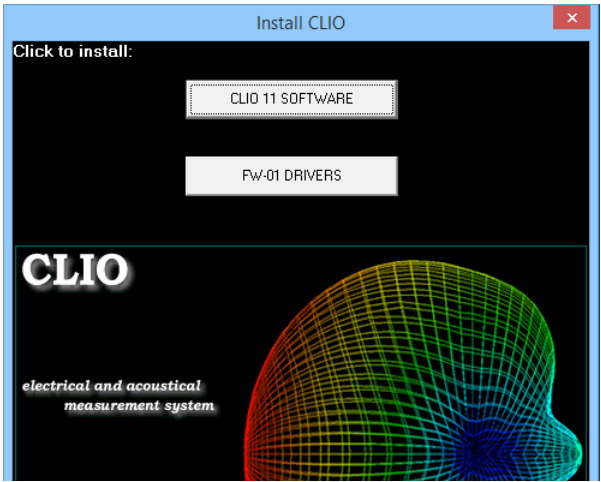 Install CLIO
Click to install:
CLIO 11 SOFTWARE
FW-01 DRIVERS
CLIO
electrical and acoustical
measurement system